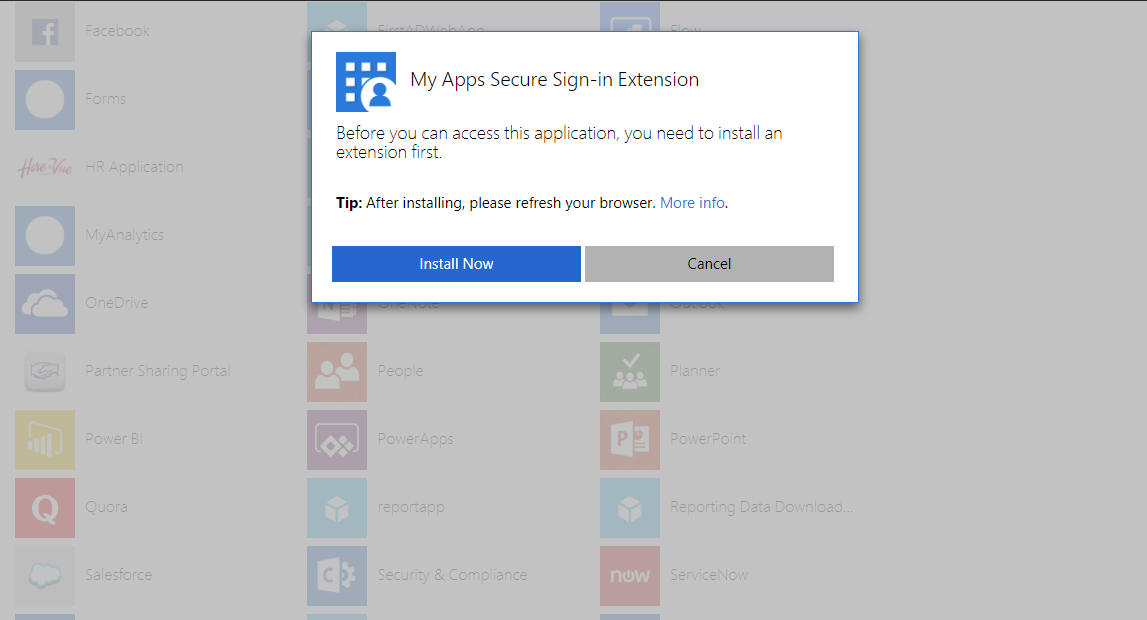 Facebook
FirstADWebApp
Flow
My Apps Secure Sign-in Extension
Before you can access this application, you need to install an
extension first.
Tip: After installing, please refresh your browser. More info.
Install Now
Cancel
Forms
HireVue
HR Application
MyAnalytics
OneDrive
N
OneNote
Outlook
Partner Sharing Portal
People
Planner
Power BI
PowerApps
P
PowerPoint
Q
Quora
reportapp
Reporting Data Download...
Salesforce
Security & Compliance
now
ServiceNow